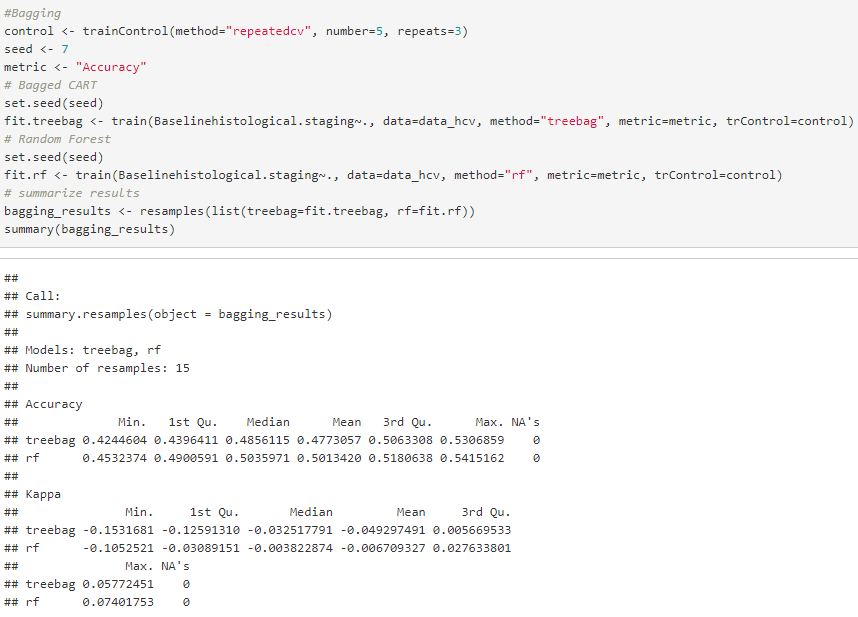 #Bagging
control <- trainControl(method="repeatedcv", number=5, repeats=3)
seed <- 7
metric <- "Accuracy"
# Bagged CART
set.seed(seed)
fit.treebag <- train(Baselinehistological.staging~., data=data_hcv, method="treebag", metric=metric, trControl=control)
# Random Forest
set.seed(seed)
fit.rf <- train(Baselinehistological.staging~., data=data_hcv, method="rf", metric=metric, trControl=control)
# summarize results
bagging_results <- resamples(list(treebag=fit.treebag, rf=fit.rf))
summary(bagging_results)
##
## Call:
## summary.resamples(object = bagging_results)
##
## Models: treebag, rf
## Number of resamples: 15
##
## Accuracy
##              Min.   1st Qu.    Median      Mean   3rd Qu.      Max. NA's
## treebag 0.4244604 0.4396411 0.4856115 0.4773057 0.5063308 0.5306859    0
## rf      0.4532374 0.4900591 0.5035971 0.5013420 0.5180638 0.5415162    0
##
## Kappa
##               Min.     1st Qu.       Median         Mean     3rd Qu.
## treebag -0.1531681 -0.12591310 -0.032517791 -0.049297491 0.005669533
## rf      -0.1052521 -0.03089151 -0.003822874 -0.006709327 0.027633801
##               Max. NA's
## treebag 0.05772451    0
## rf      0.07401753    0